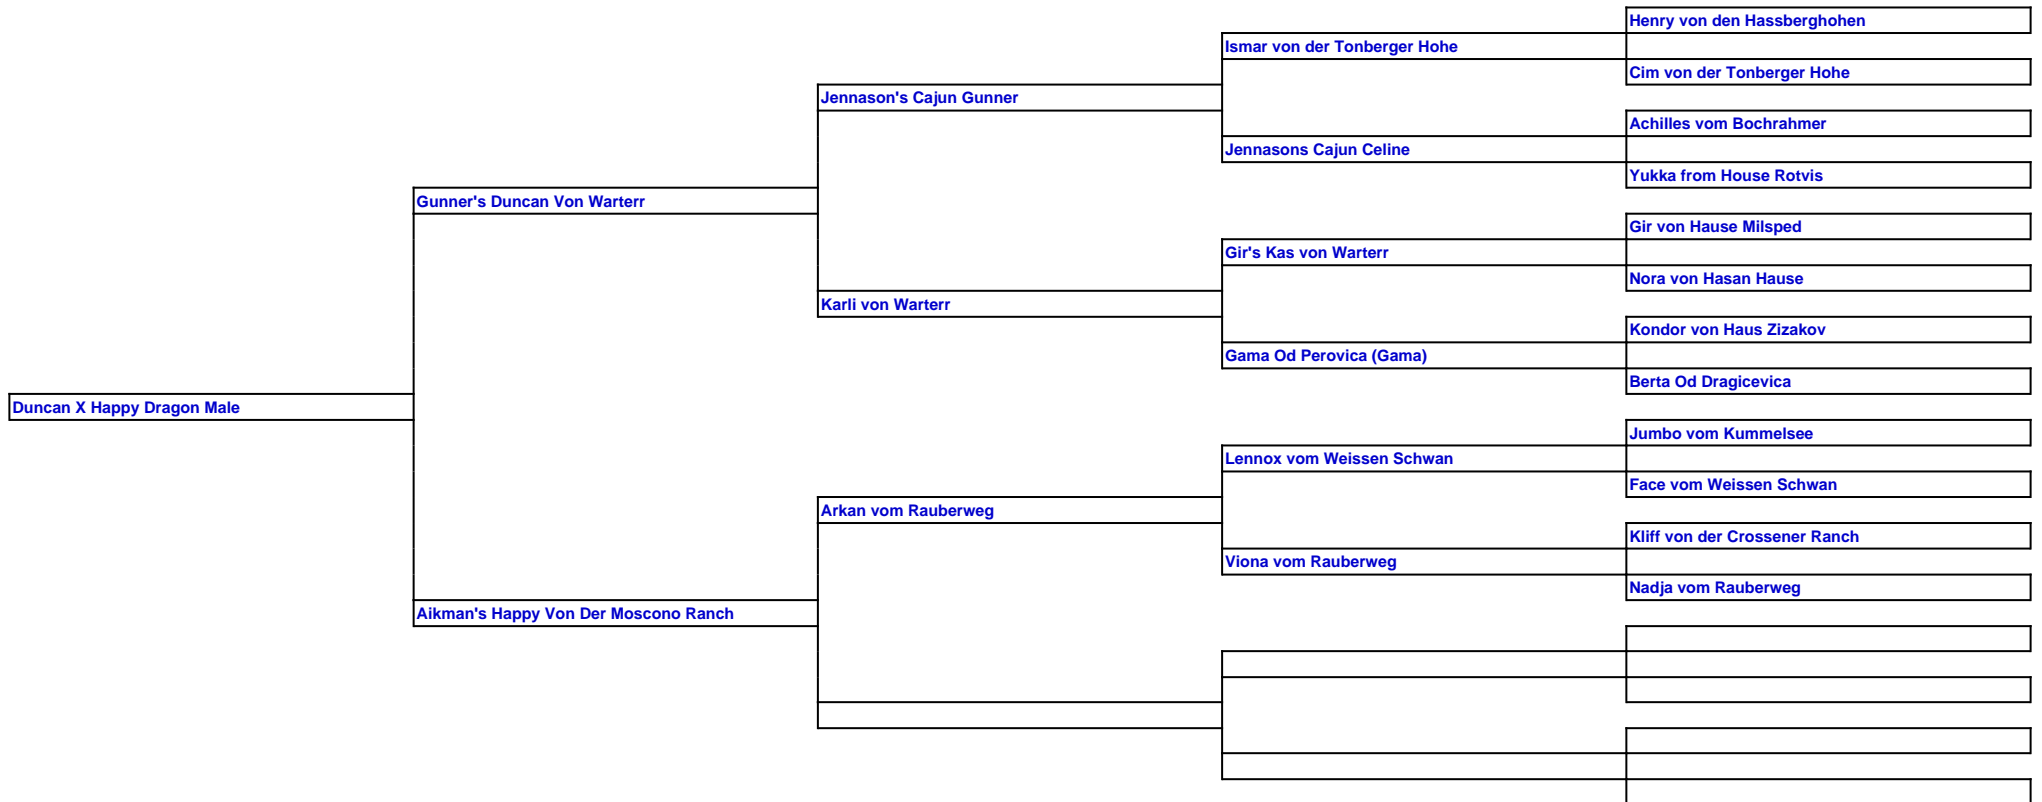 Henry von den Hassberghohen
Ismar von der Tonberger Hohe
Cim von der Tonberger Hohe
Jennason's Cajun Gunner
Achilles vom Bochrahmer
Jennasons Cajun Celine
Yukka from House Rotvis
Gunner's Duncan Von Warterr
Gir von Hause Milsped
Gir's Kas von Warterr
Nora von Hasan Hause
Karli von Warterr
Kondor von Haus Zizakov
Gama Od Perovica (Gama)
Berta Od Dragicevica
Duncan X Happy Dragon Male
Jumbo vom Kummelsee
Lennox vom Weissen Schwan
Face vom Weissen Schwan
Arkan vom Rauberweg
Kliff von der Crossener Ranch
Viona vom Rauberweg
Nadja vom Rauberweg
Aikman's Happy Von Der Moscono Ranch